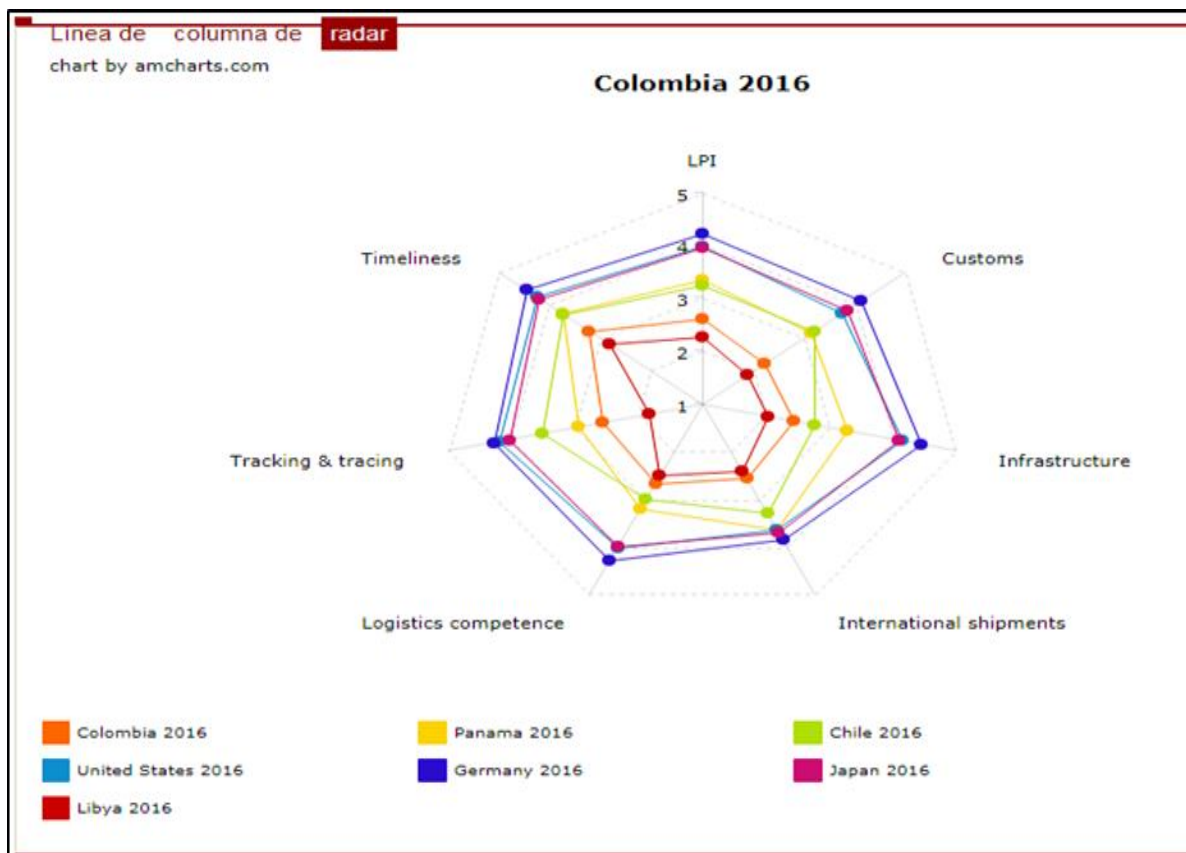 Línea de columna de radar
chart by amcharts.com
Colombia 2016
LPI
5
4
3
2
1
Timeliness
Customs
Tracking & tracing
Infrastructure
Logistics competence
International shipments
Colombia 2016
Panama 2016
Chile 2016
United States 2016
Germany 2016
Japan 2016
Libya 2016